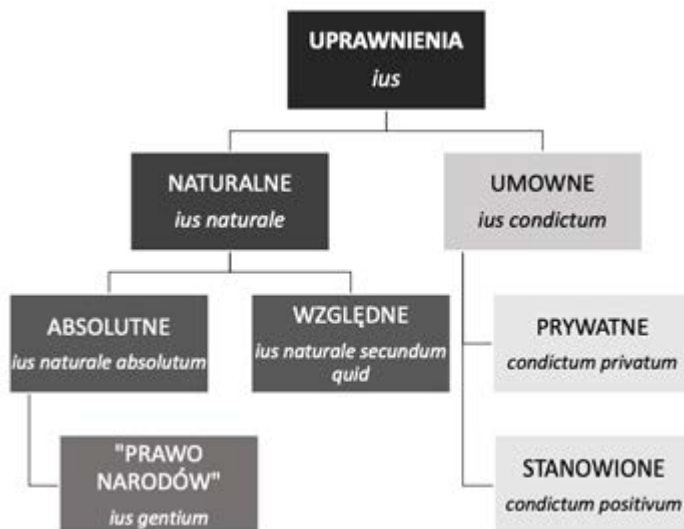 UPRAWNIENIA
ius
NATURALNE
ius naturale
UMOWNE
ius condictum
ABSOLUTNE
ius naturale absolutum
WZGLĘDNE
ius naturale secundum
quid
PRYWATNE
condictum privatum
"PRAWO
NARODÓW"
ius gentium
STANOWIONE
condictum positivum